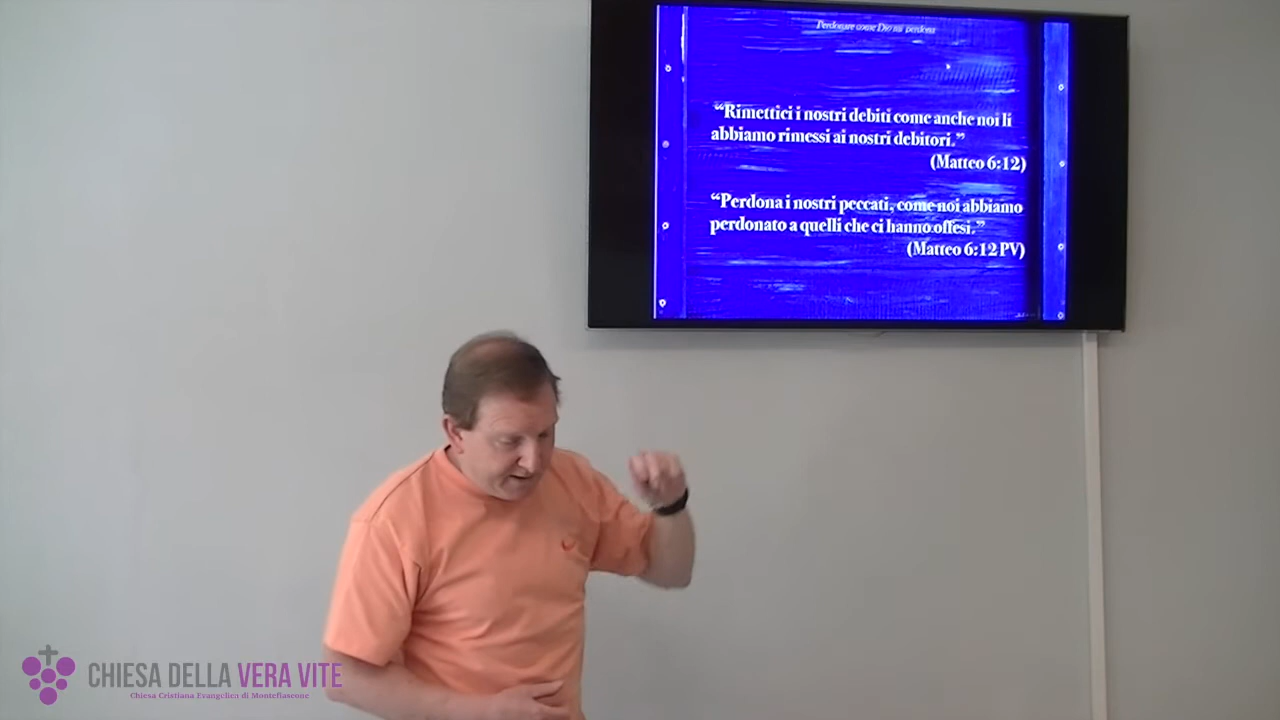 Perdonare come Dio mi perdona
“Rimettici i nostri debiti come anche noi li
abbiamo rimessi ai nostri debitori.”
(Matteo 6:12)
“Perdona i nostri peccati, come noi abbiamo
perdonato a quelli che ci hanno offesi.”
(Matteo 6:12 PV)
CHIESA DELLA VERA VITE
Chiesa Cristiana Evangelica di Montefiascone